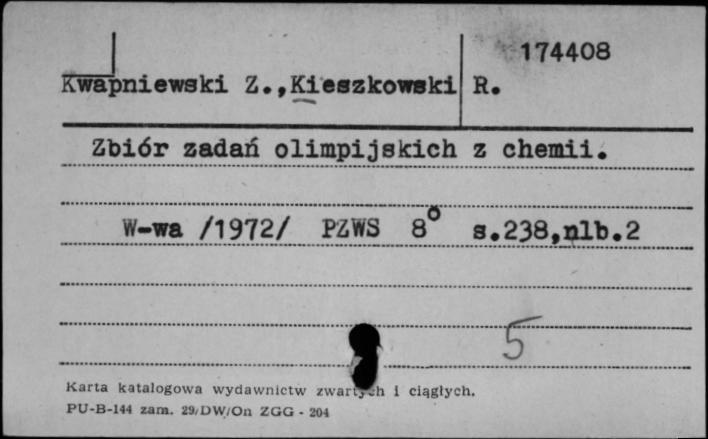 174408
Kwapniewski Z.,Kieszkowski R.
Zbiór zadań olimpijskich z chemii.
W-wa /1972/ PZWS 8° s.238,nlb.2
5
Karta katalogowa wydawnictw zwartych i ciągłych.
PU-B-144 zam. 29/DW/On ZGG - 204